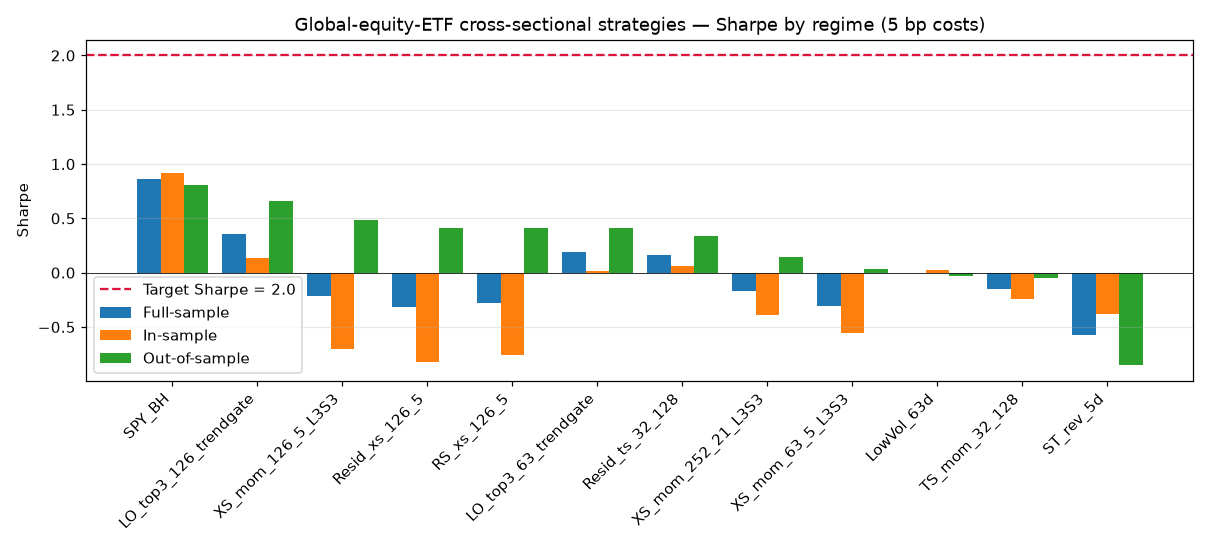 Global-equity-ETF cross-sectional strategies — Sharpe by regime (5 bp costs)
Sharpe
2.0
1.5
1.0
0.5
0.0
−0.5
Target Sharpe = 2.0
Full-sample
In-sample
Out-of-sample
SPY_BH
LO_top3_126_trendgate
XS_mom_126_5_L3S3
Resid_xs_126_5
RS_xs_126_5
LO_top3_63_trendgate
Resid_ts_32_128
XS_mom_252_21_L3S3
XS_mom_63_5_L3S3
LowVol_63d
TS_mom_32_128
ST_rev_5d